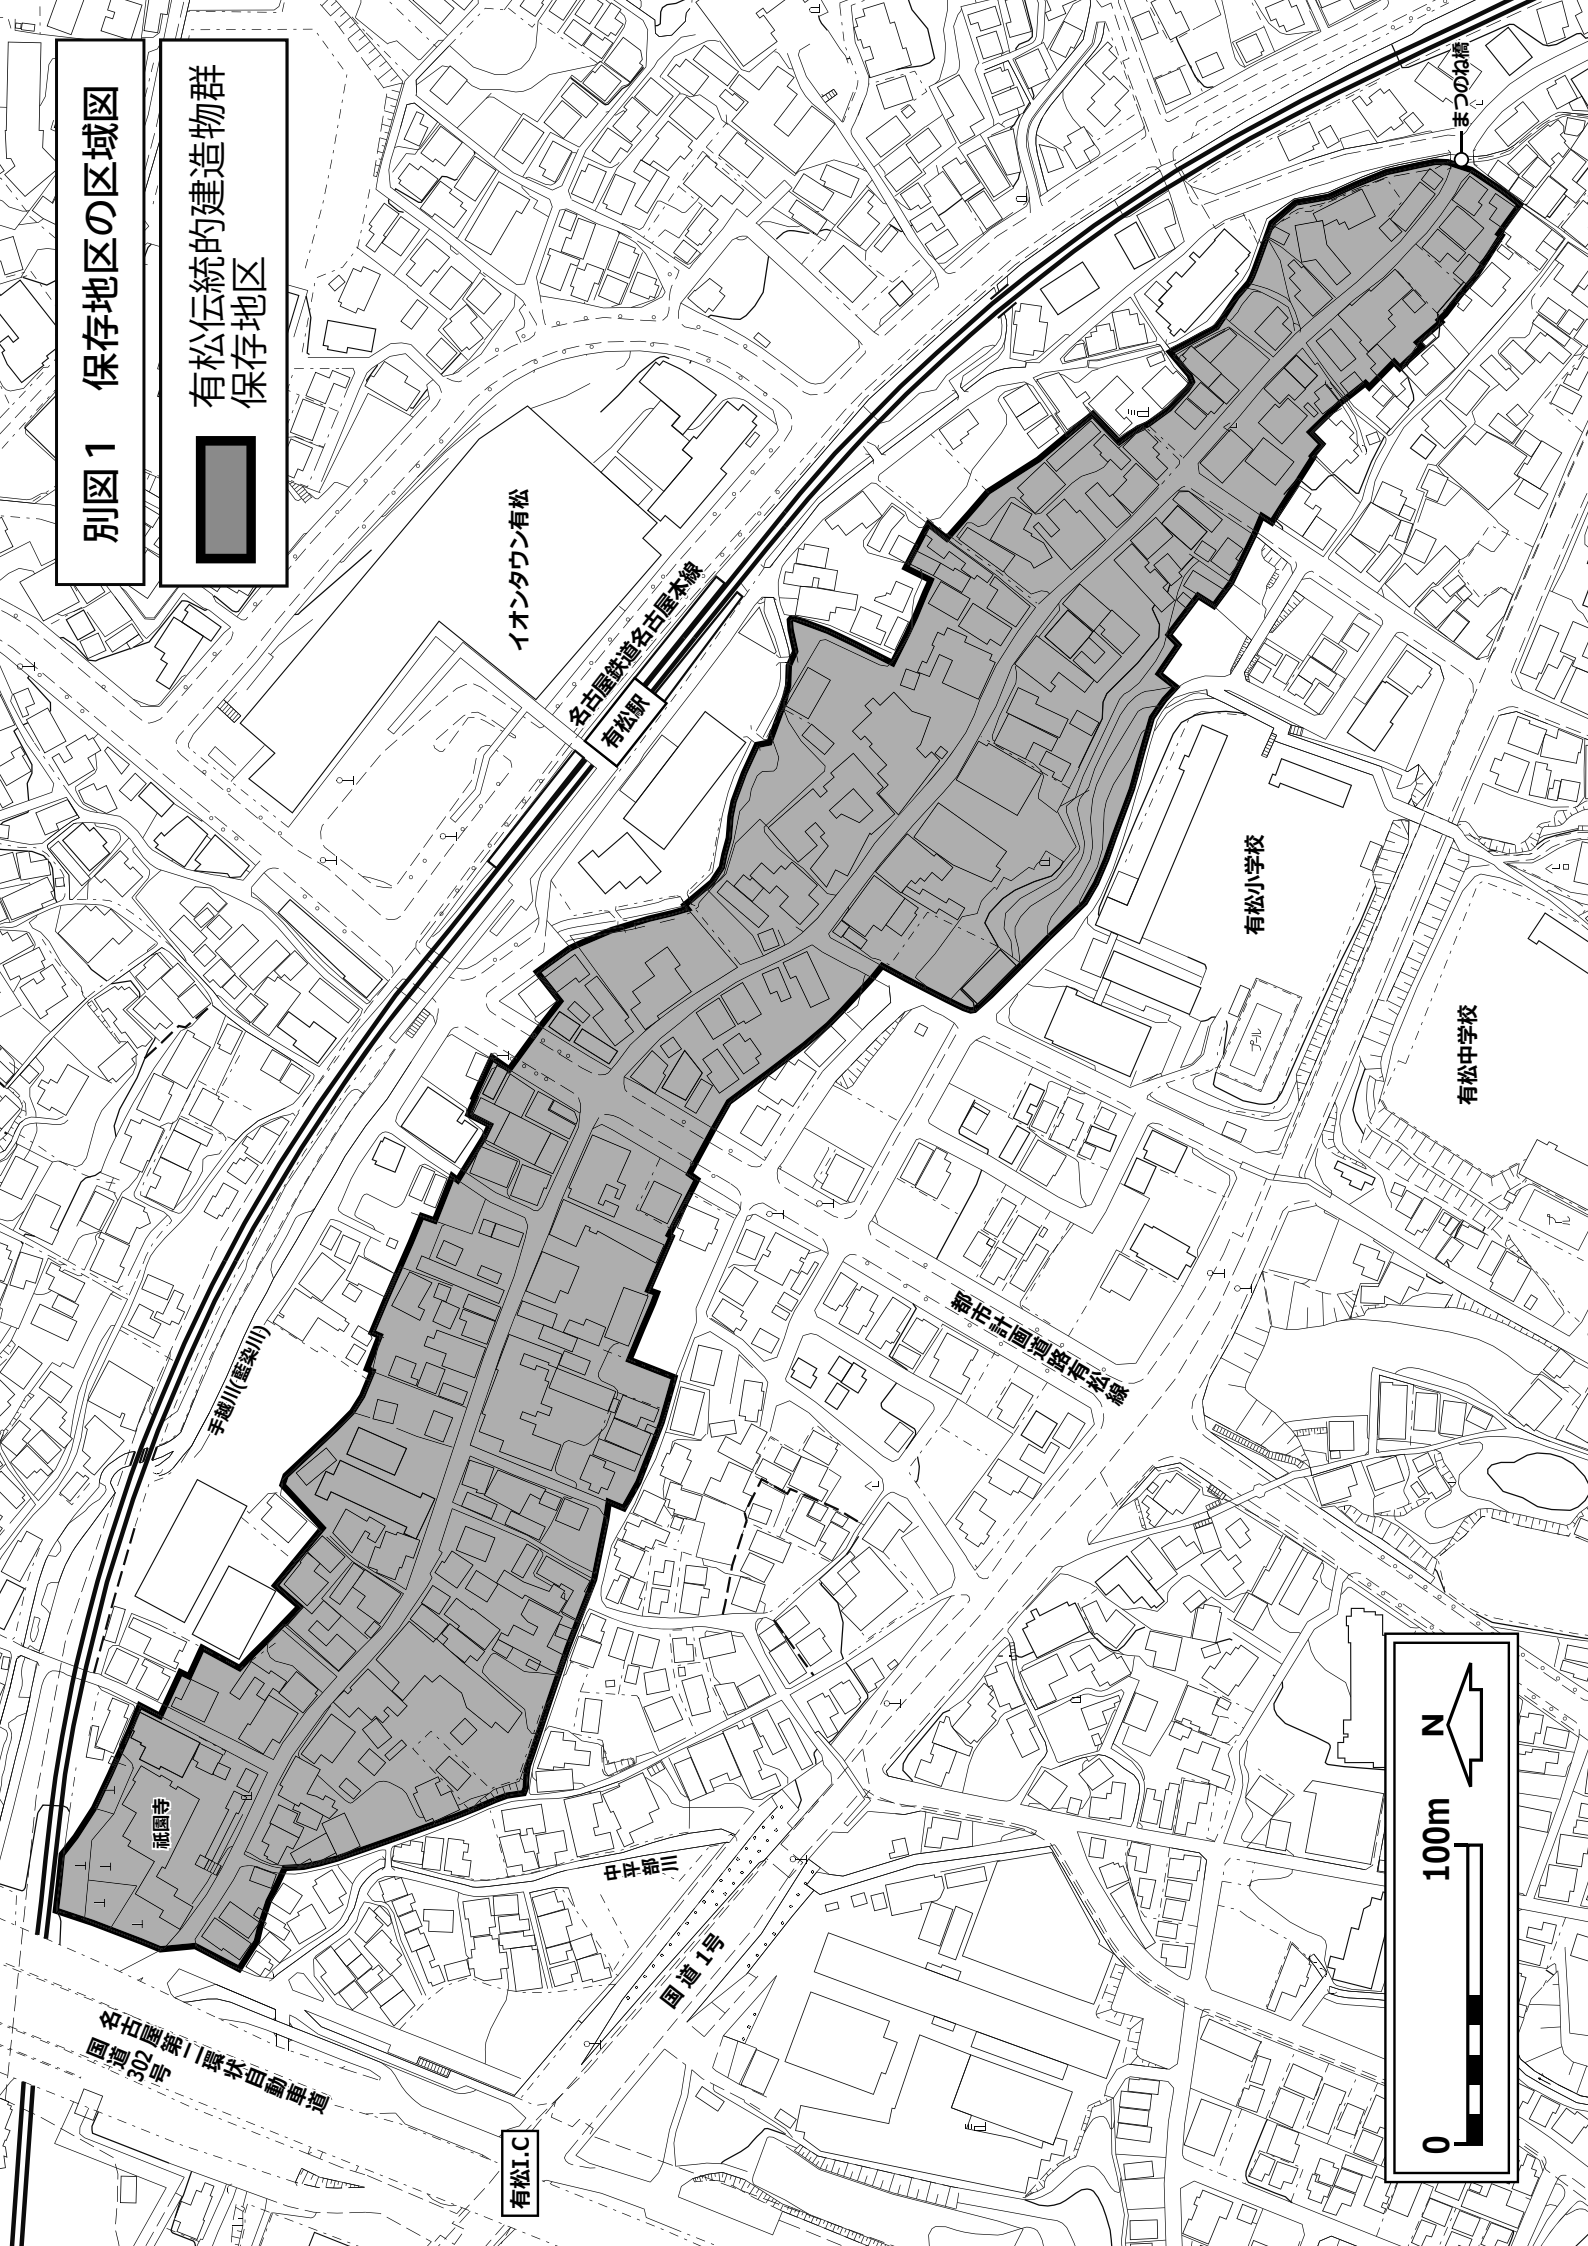 別図1　保存地区の区域図
有松伝統的建造物群
保存地区
まつのね橋
イオンタウン有松
名古屋鉄道名古屋本線
有松駅
有松小学校
プール
有松中学校
都市計画道路有松線
手越川(藍染川)
祇園寺
中平部川
国道1号
名古屋第二環状自動車道
国道302号
有松I.C
0
100m
N